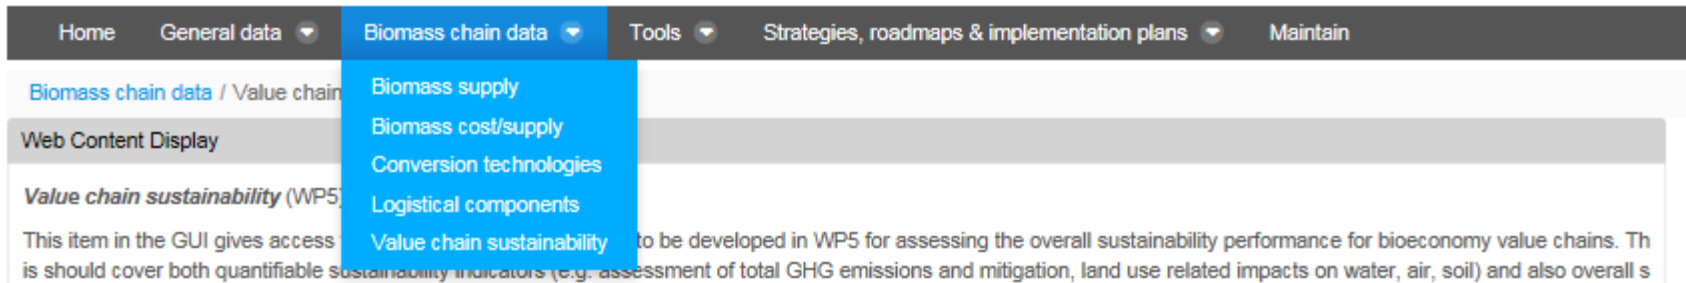 Home General data Biomass chain data Tools Strategies, roadmaps & implementation plans Maintain
Biomass supply
Biomass chain data / Value chain
Biomass cost/supply
Web Content Display
Conversion technologies
Value chain sustainability (WP5)
Logistical components
This item in the GUI gives access
Value chain sustainability
to be developed in WP5 for assessing the overall sustainability performance for bioeconomy value chains. Th
is should cover both quantifiable sustainability indicators (e.g. assessment of total GHG emissions and mitigation, land use related impacts on water, air, soil) and also overall s